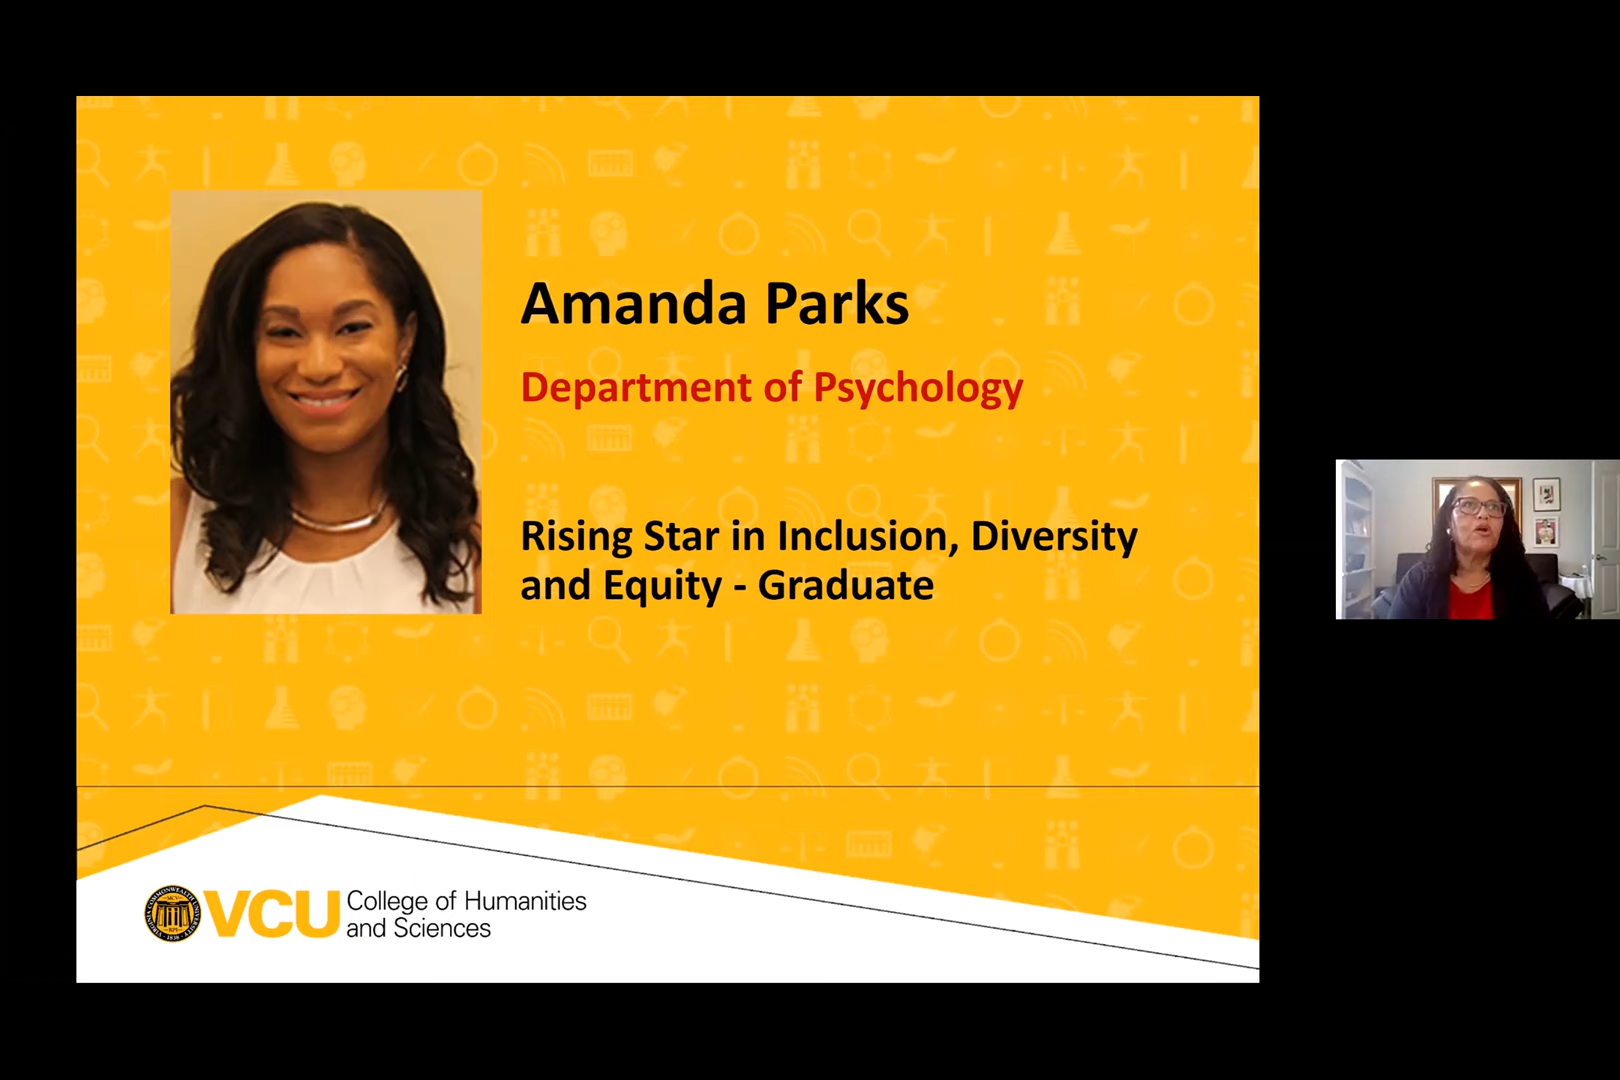 Amanda Parks
Department of Psychology
Rising Star in Inclusion, Diversity
and Equity - Graduate
VCU
College of Humanities
and Sciences